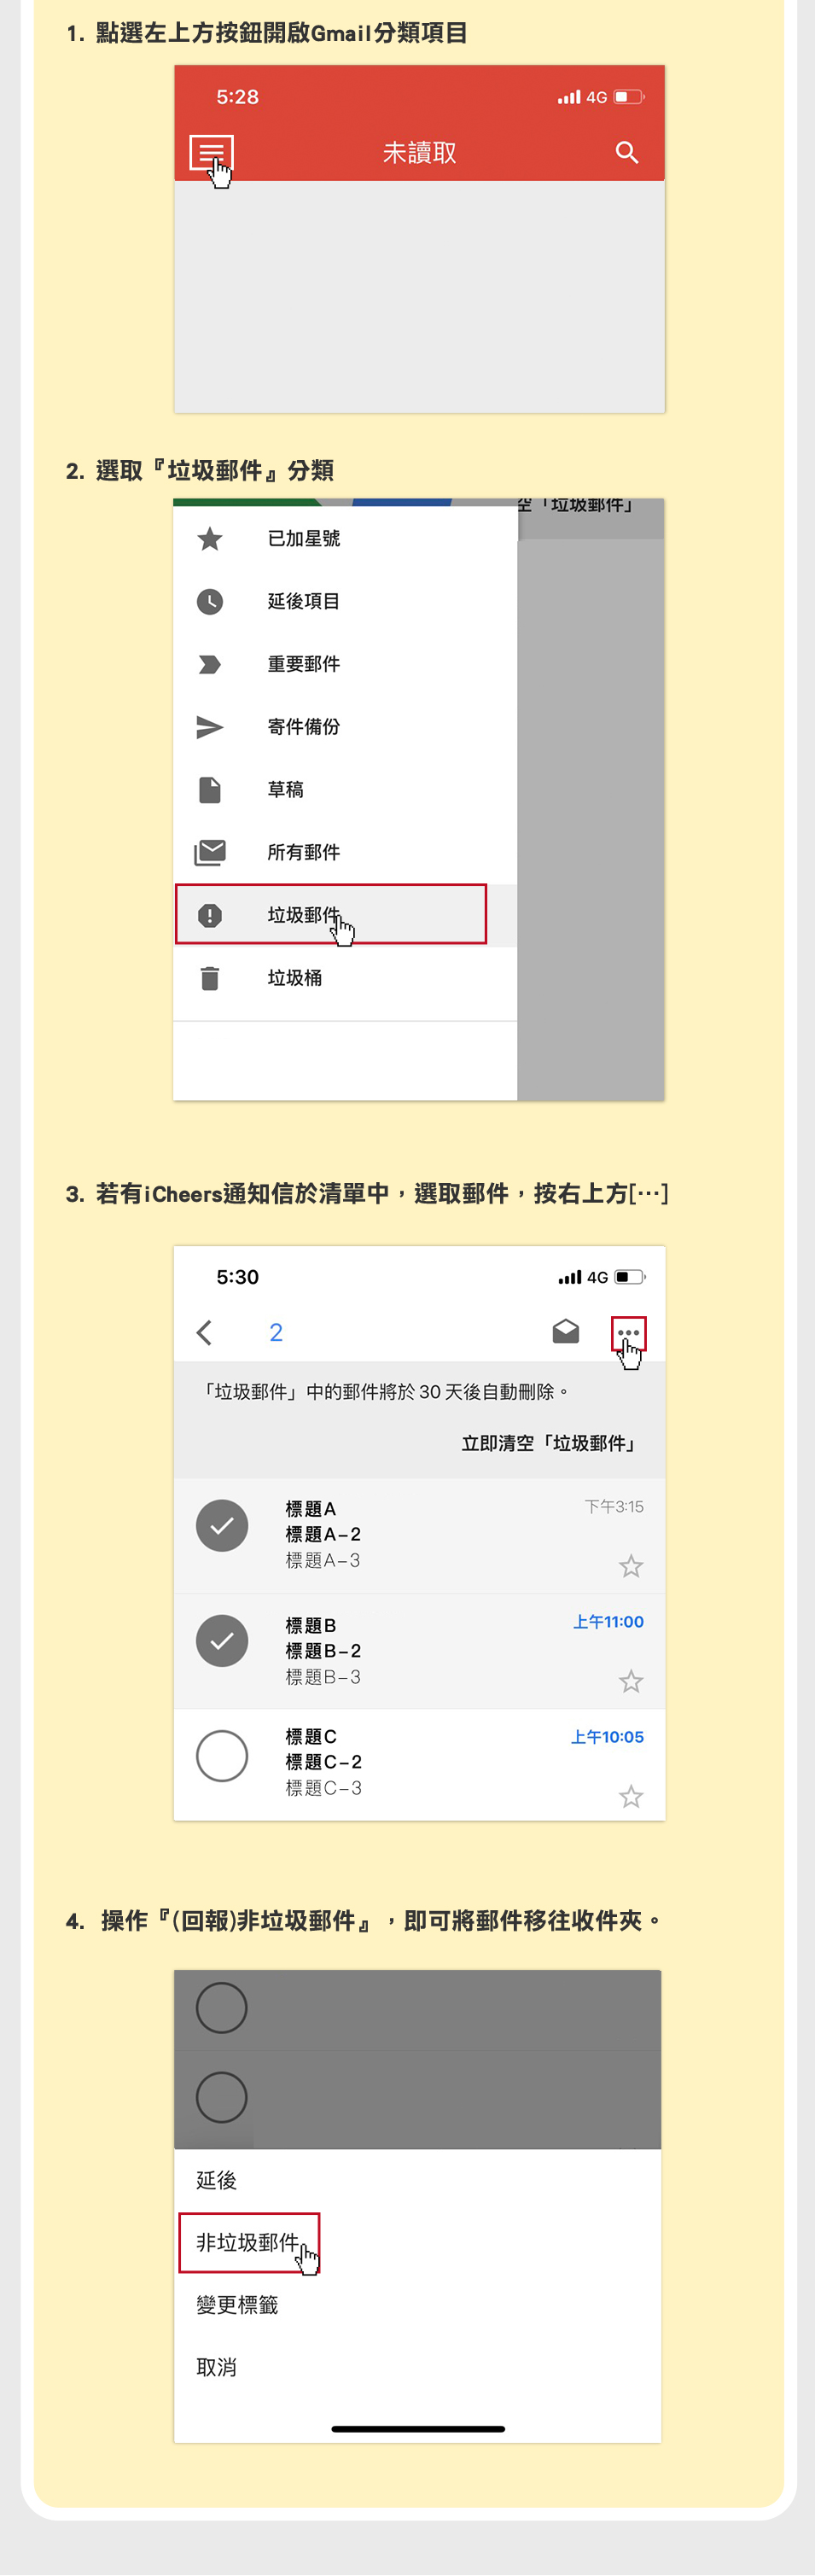 1. 點選左上方按鈕開啟Gmail分類項目
5:28 4G
未讀取
2. 選取『垃圾郵件』分類
空「垃圾郵件」
已加星號
延後項目
重要郵件
寄件備份
草稿
所有郵件
垃圾郵件
垃圾桶
3. 若有iCheers通知信於清單中，選取郵件，按右上方[…]
5:30 4G
2
「垃圾郵件」中的郵件將於 30 天後自動刪除。
立即清空「垃圾郵件」
標題A 下午3:15
標題A-2
標題A-3
標題B 上午11:00
標題B-2
標題B-3
標題C 上午10:05
標題C-2
標題C-3
4. 操作『(回報)非垃圾郵件』，即可將郵件移往收件夾。
延後
非垃圾郵件
變更標籤
取消